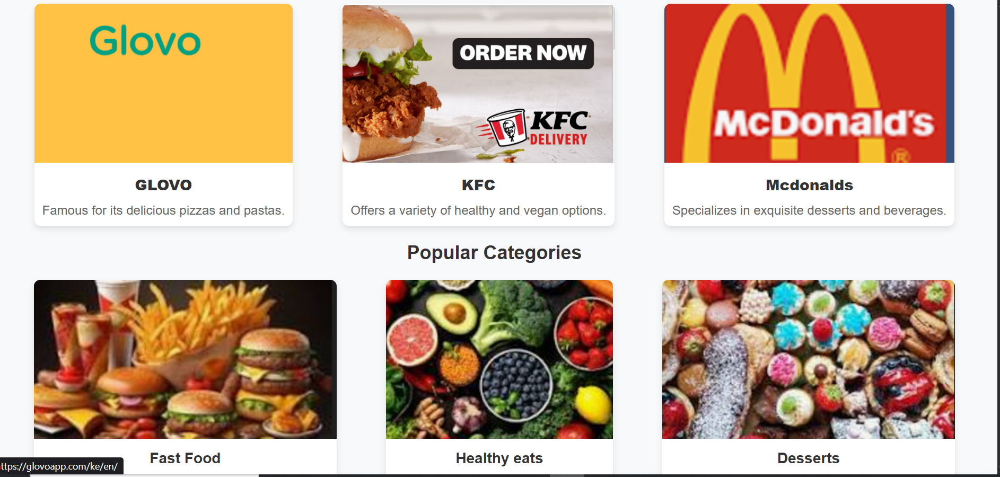 Glovo
ORDER NOW
KFC
DELIVERY
McDonald's
®
GLOVO
KFC
Mcdonalds
Famous for its delicious pizzas and pastas.
Offers a variety of healthy and vegan options.
Specializes in exquisite desserts and beverages.
Popular Categories
Fast Food
Healthy eats
Desserts
ttps://glovoapp.com/ke/en/